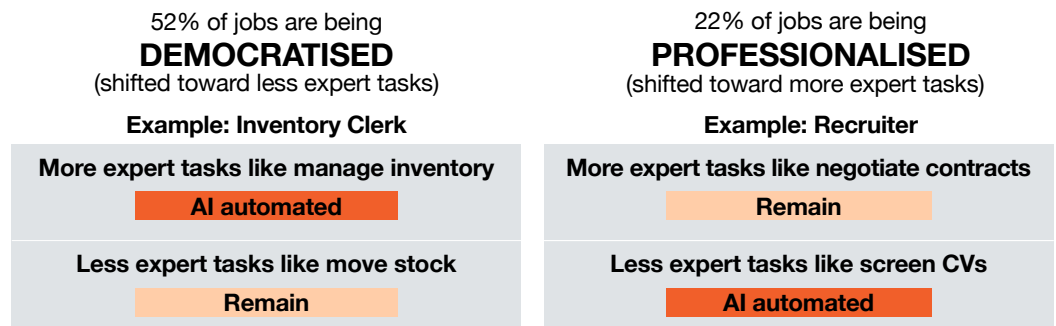 52% of jobs are being
DEMOCRATISED
(shifted toward less expert tasks)
Example: Inventory Clerk
More expert tasks like manage inventory
AI automated
Less expert tasks like move stock
Remain
22% of jobs are being
PROFESSIONALISED
(shifted toward more expert tasks)
Example: Recruiter
More expert tasks like negotiate contracts
Remain
Less expert tasks like screen CVs
AI automated